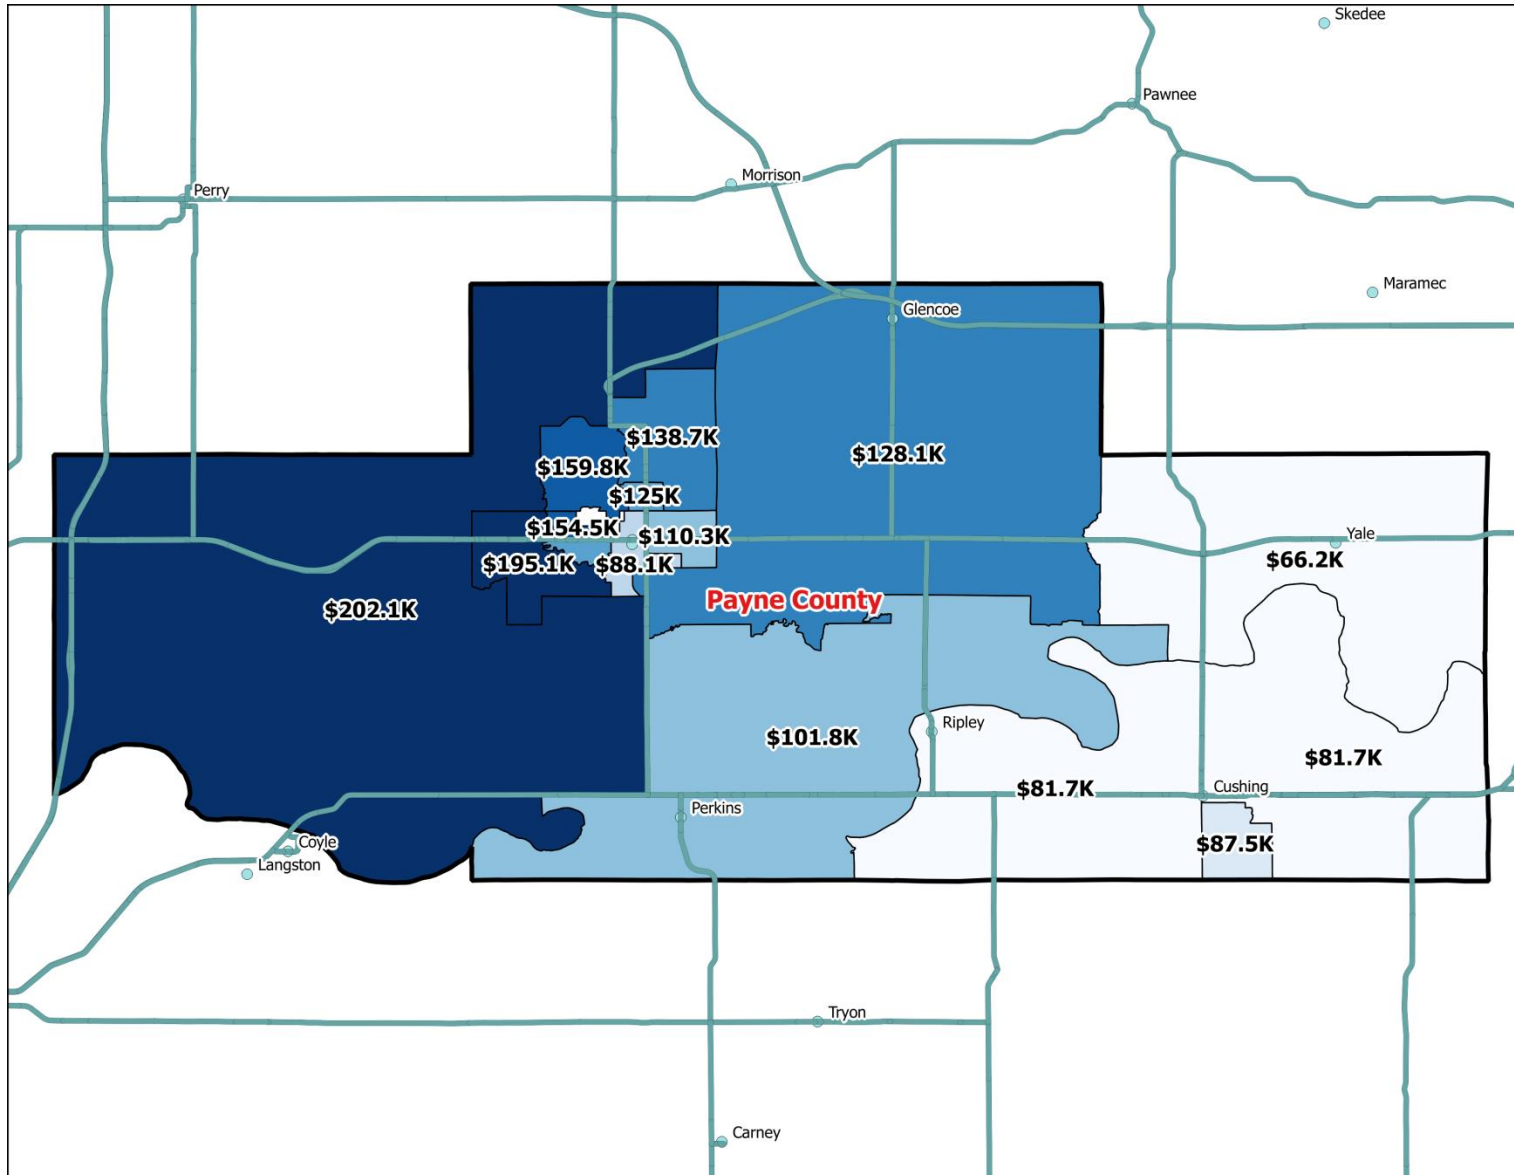 Skedee
Pawnee
Morrison
Perry
Maramec
Glencoe
$138.7K
$128.1K
$159.8K
$125K
$154.5K
$110.3K
Yale
$66.2K
$195.1K
$88.1K
Payne County
$202.1K
Ripley
$101.8K
$81.7K
$81.7K
Cushing
Perkins
Coyle
$87.5K
Langston
Tryon
Carney